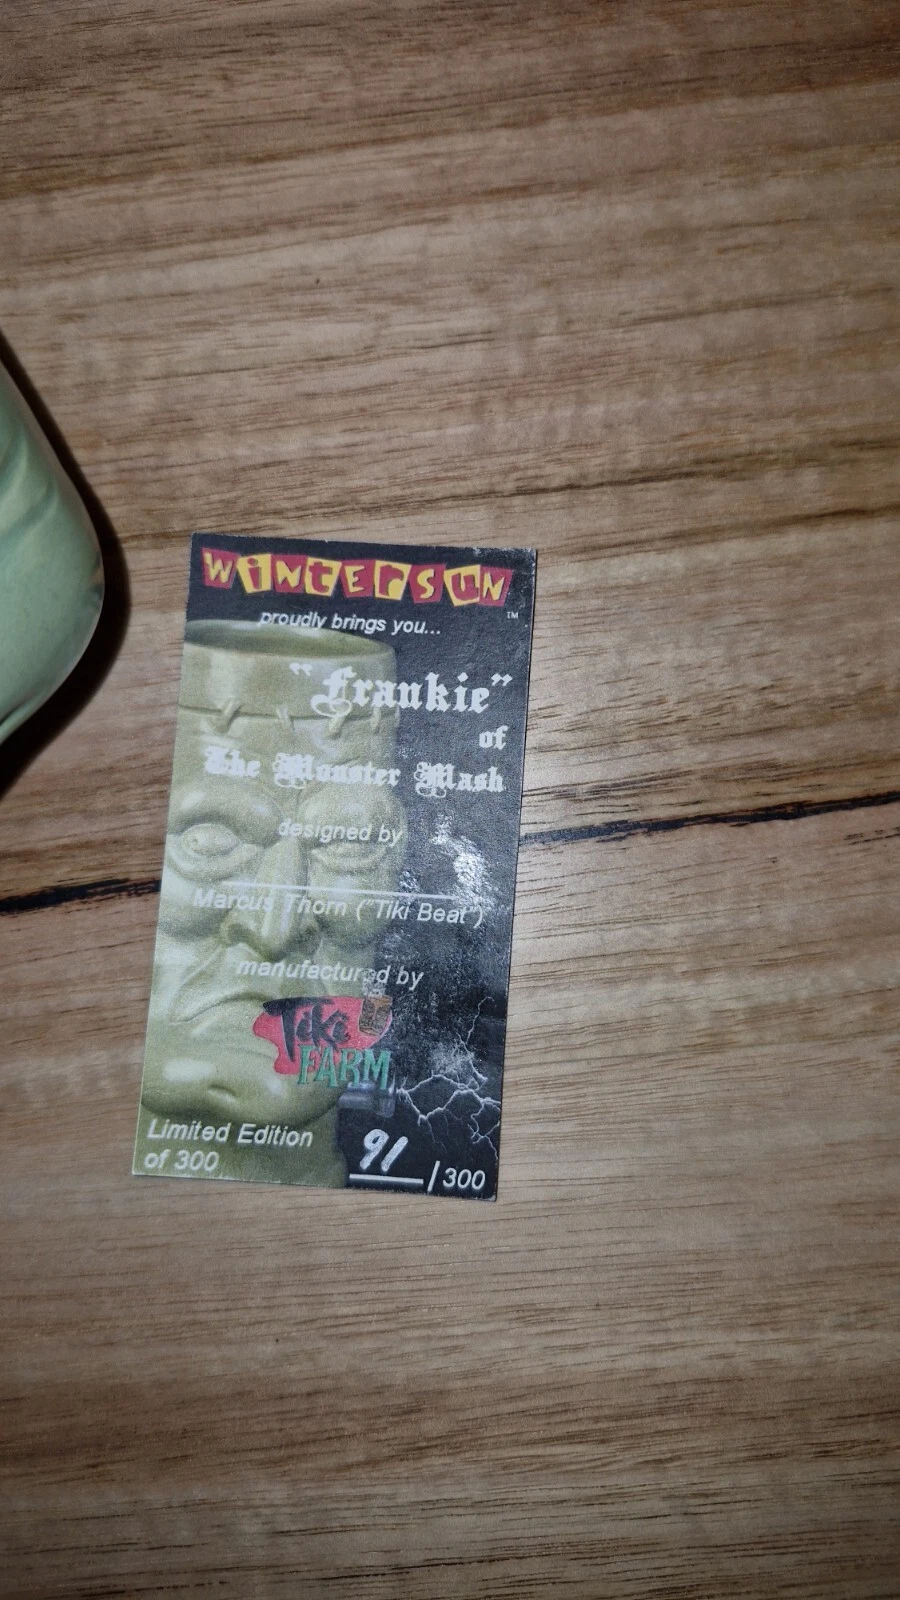 WINTERSUN
™
proudly brings you...
"Frankie"
of
The Monster Mash
designed by
Marcus Thorn ("Tiki Beat")
manufactured by
Tiki
FARM
Limited Edition
of 300
91/300